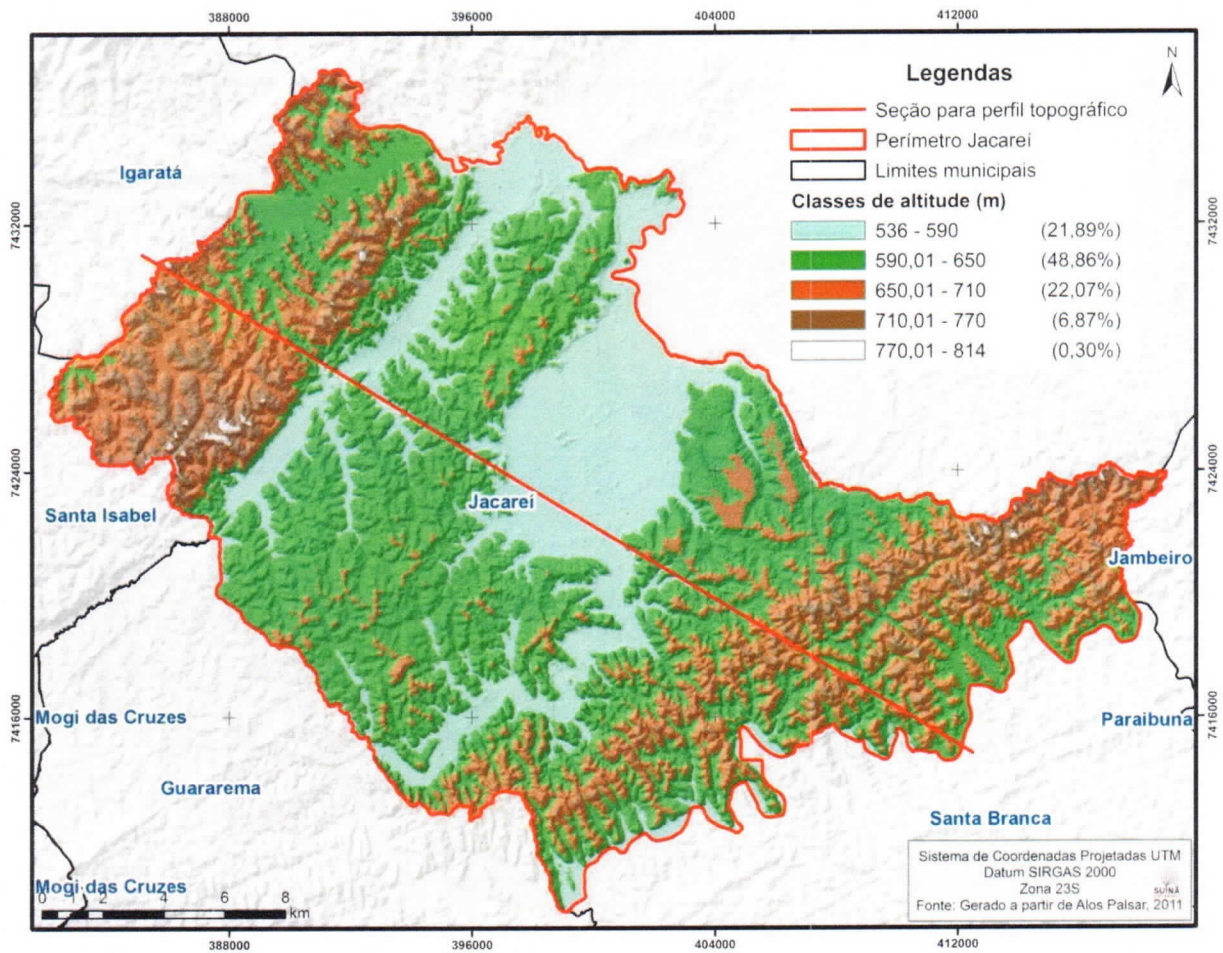 388000 396000 404000 412000
Legendas
N
Seção para perfil topográfico
Perímetro Jacareí
Limites municipais
Classes de altitude (m)
536 - 590 (21,89%)
590,01 - 650 (48,86%)
650,01 - 710 (22,07%)
710,01 - 770 (6,87%)
770,01 - 814 (0,30%)
Igaratá
7432000 7432000
7424000 7424000
Jacareí
Santa Isabel
Jambeiro
Mogi das Cruzes
7416000 7416000
Paraibuna
Guararema
Santa Branca
Mogi das Cruzes
0 1 2 4 6 8
km
Sistema de Coordenadas Projetadas UTM
Datum SIRGAS 2000
Zona 23S
SUINÃ
Fonte: Gerado a partir de Alos Palsar, 2011
388000 396000 404000 412000